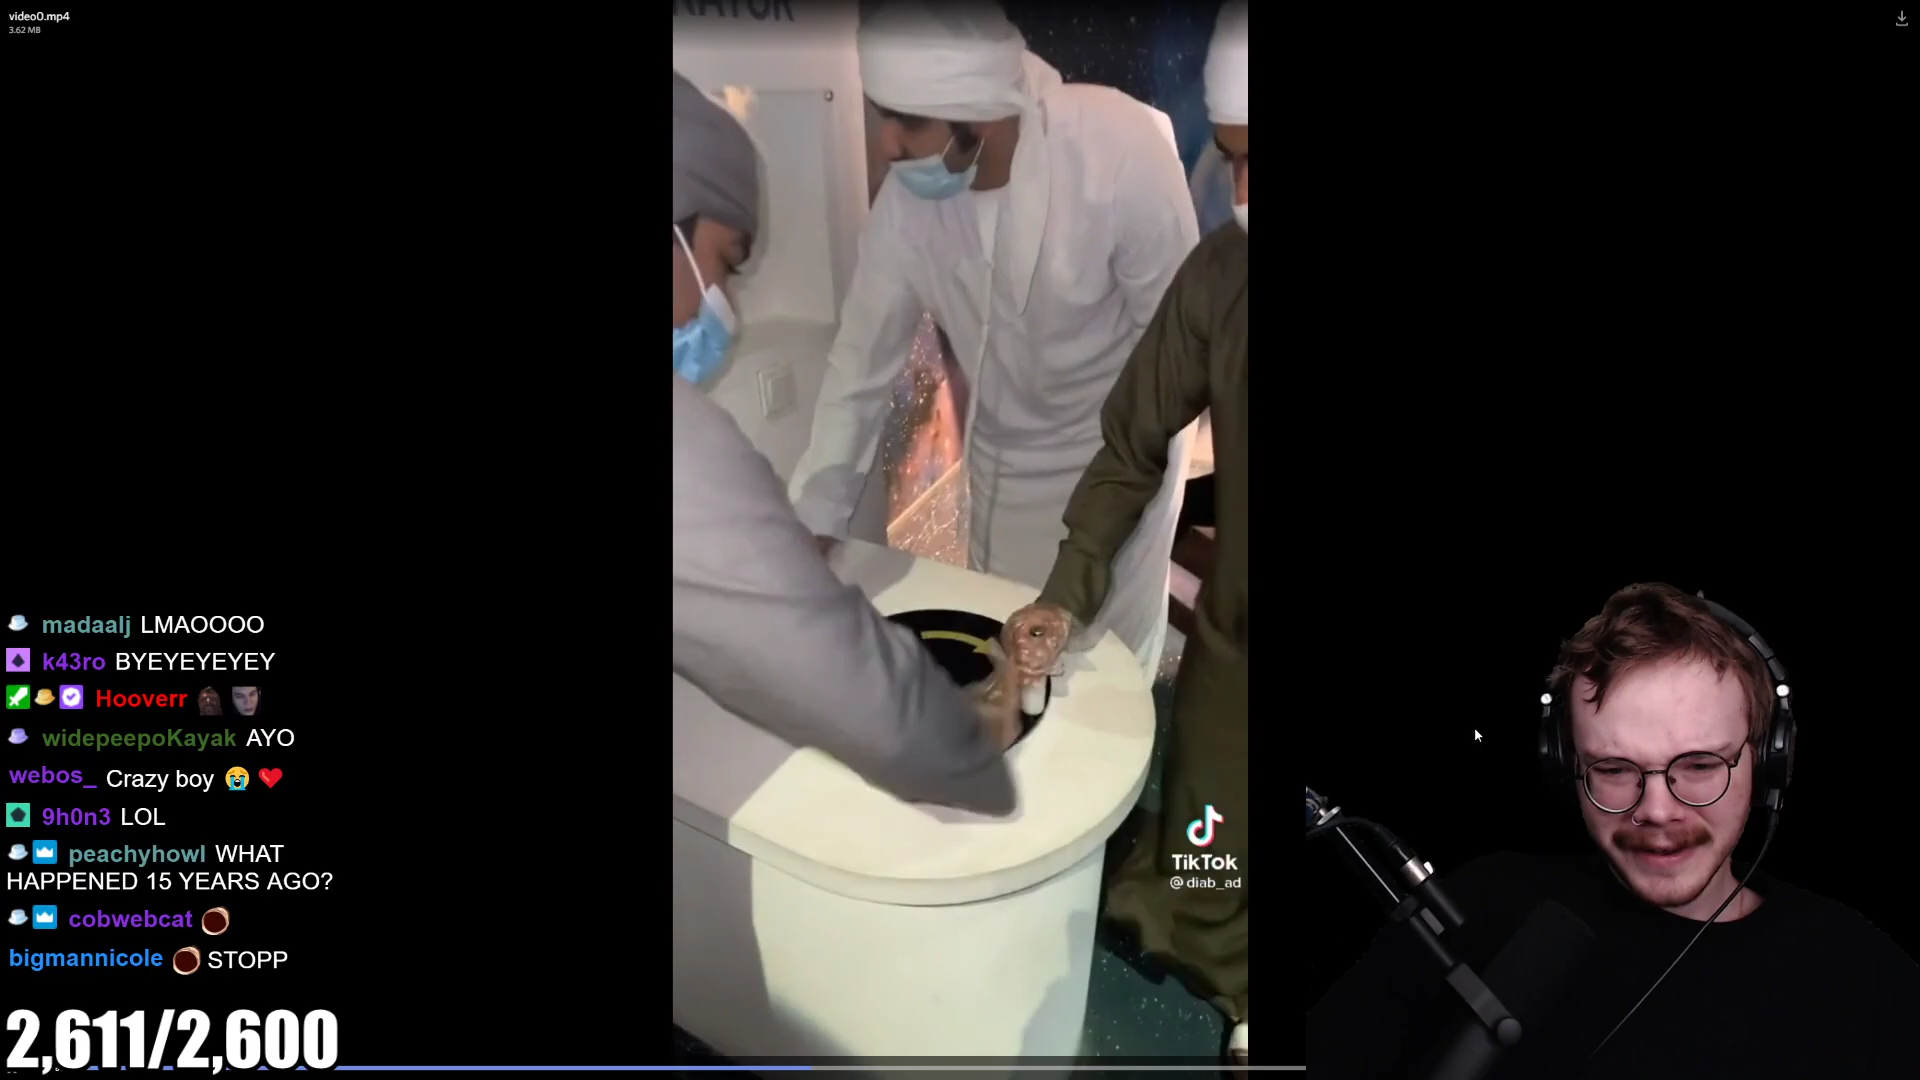 video0.mp4
3.62 MB
NATOR
madaalj LMAOOOO
k43ro BYEYEYEYEY
Hooverr
widepeepoKayak AYO
webos_ Crazy boy 😭 ❤️
9h0n3 LOL
peachyhowl WHAT
HAPPENED 15 YEARS AGO?
cobwebcat
bigmannicole STOPP
TikTok
@diab_ad
2,611/2,600